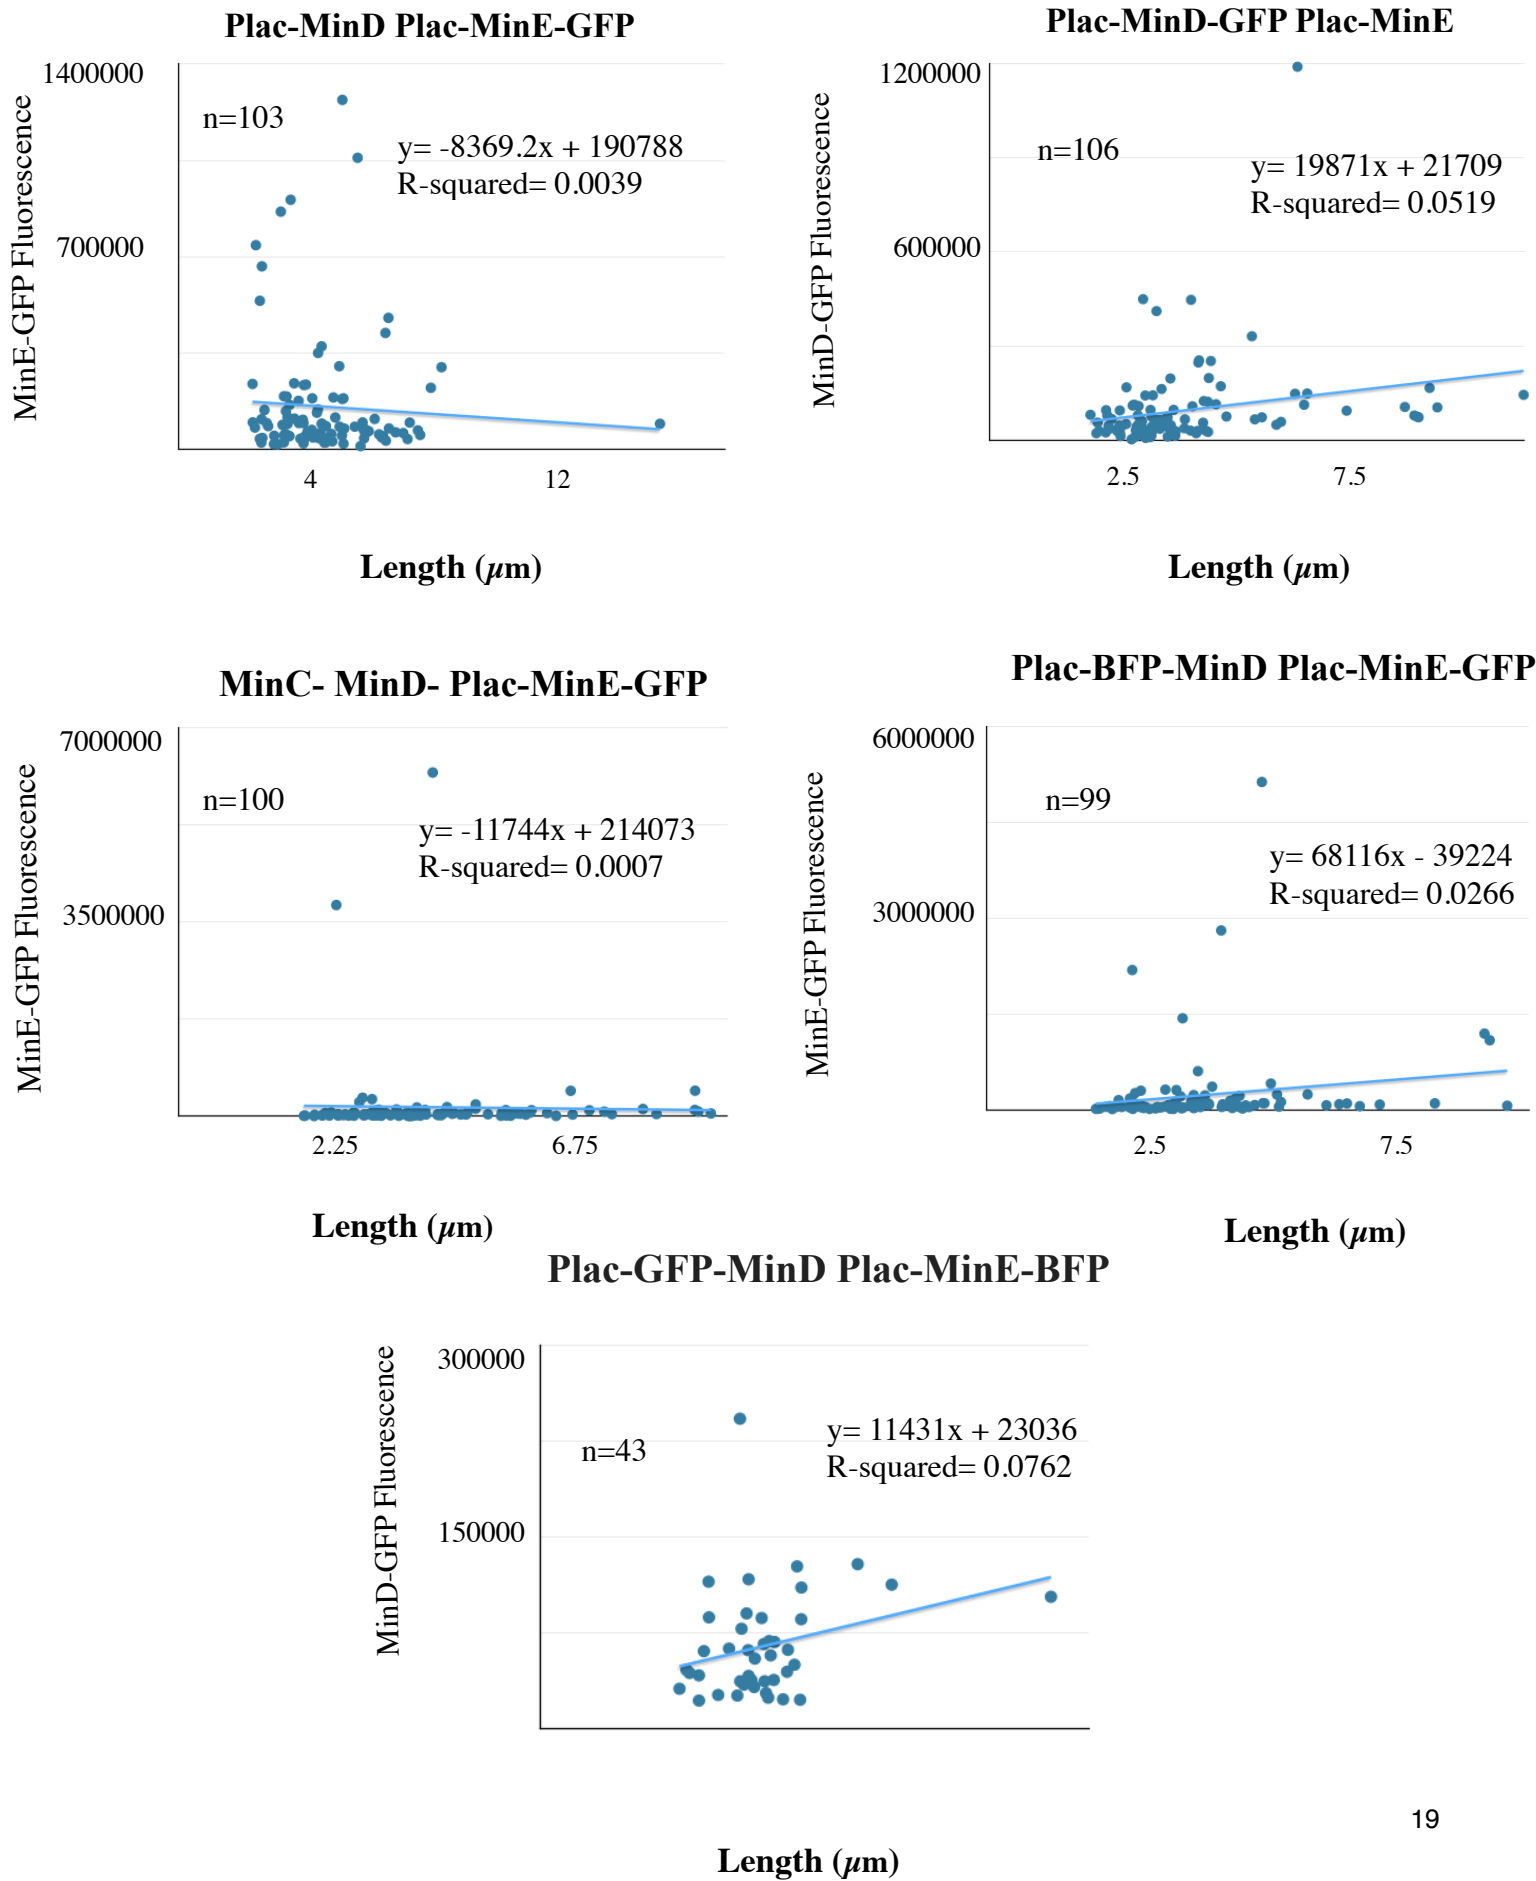 Plac-MinD Plac-MinE-GFP
1400000
700000
MinE-GFP Fluorescence
n=103
y= -8369.2x + 190788
R-squared= 0.0039
4
12
Length (µm)
Plac-MinD-GFP Plac-MinE
1200000
600000
MinD-GFP Fluorescence
n=106
y= 19871x + 21709
R-squared= 0.0519
2.5
7.5
Length (µm)
MinC- MinD- Plac-MinE-GFP
7000000
3500000
MinE-GFP Fluorescence
n=100
y= -11744x + 214073
R-squared= 0.0007
2.25
6.75
Length (µm)
Plac-BFP-MinD Plac-MinE-GFP
6000000
3000000
MinE-GFP Fluorescence
n=99
y= 68116x - 39224
R-squared= 0.0266
2.5
7.5
Length (µm)
Plac-GFP-MinD Plac-MinE-BFP
300000
150000
MinD-GFP Fluorescence
n=43
y= 11431x + 23036
R-squared= 0.0762
Length (µm)
19